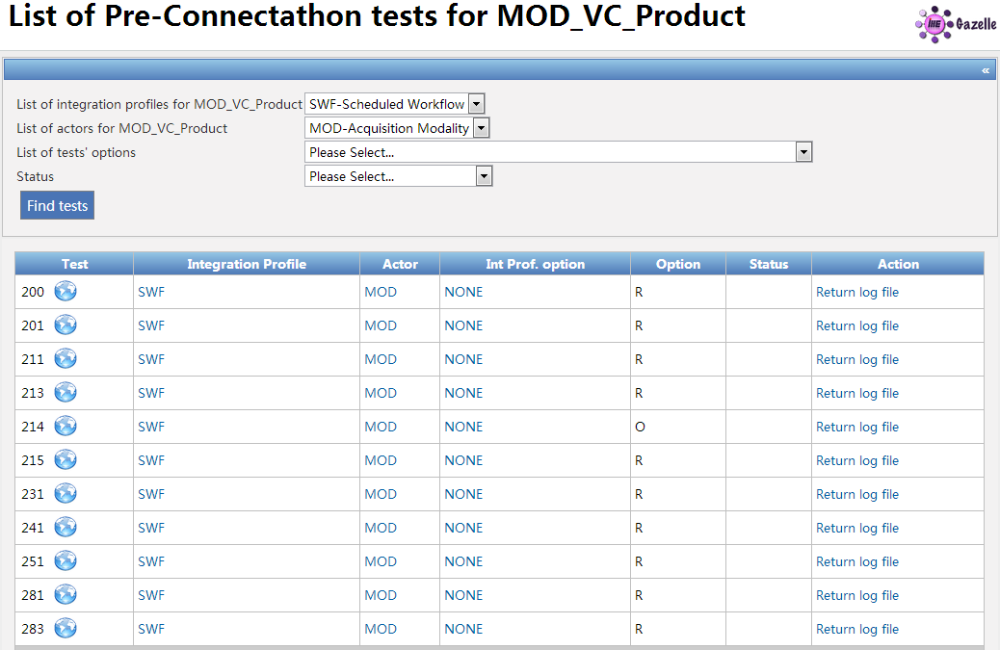 List of Pre-Connectathon tests for MOD_VC_Product
IHE Gazelle
«
List of integration profiles for MOD_VC_Product SWF-Scheduled Workflow
List of actors for MOD_VC_Product MOD-Acquisition Modality
List of tests' options Please Select...
Status Please Select...
Find tests
Test Integration Profile Actor Int Prof. option Option Status Action
200 SWF MOD NONE R Return log file
201 SWF MOD NONE R Return log file
211 SWF MOD NONE R Return log file
213 SWF MOD NONE R Return log file
214 SWF MOD NONE O Return log file
215 SWF MOD NONE R Return log file
231 SWF MOD NONE R Return log file
241 SWF MOD NONE R Return log file
251 SWF MOD NONE R Return log file
281 SWF MOD NONE R Return log file
283 SWF MOD NONE R Return log file